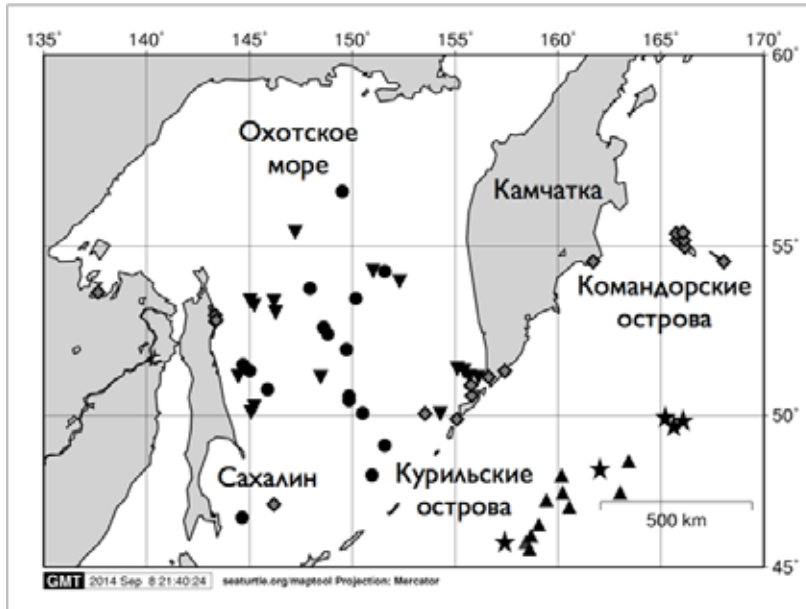 135° 140° 145° 150° 155° 160° 165° 170°
60°
Охотское
море
Камчатка
55°
Командорские
острова
50°
Сахалин
Курильские
острова
500 km
45°
GMT 2014 Sep 8 21:40:24 seaturtle.org/maptool Projection: Mercator